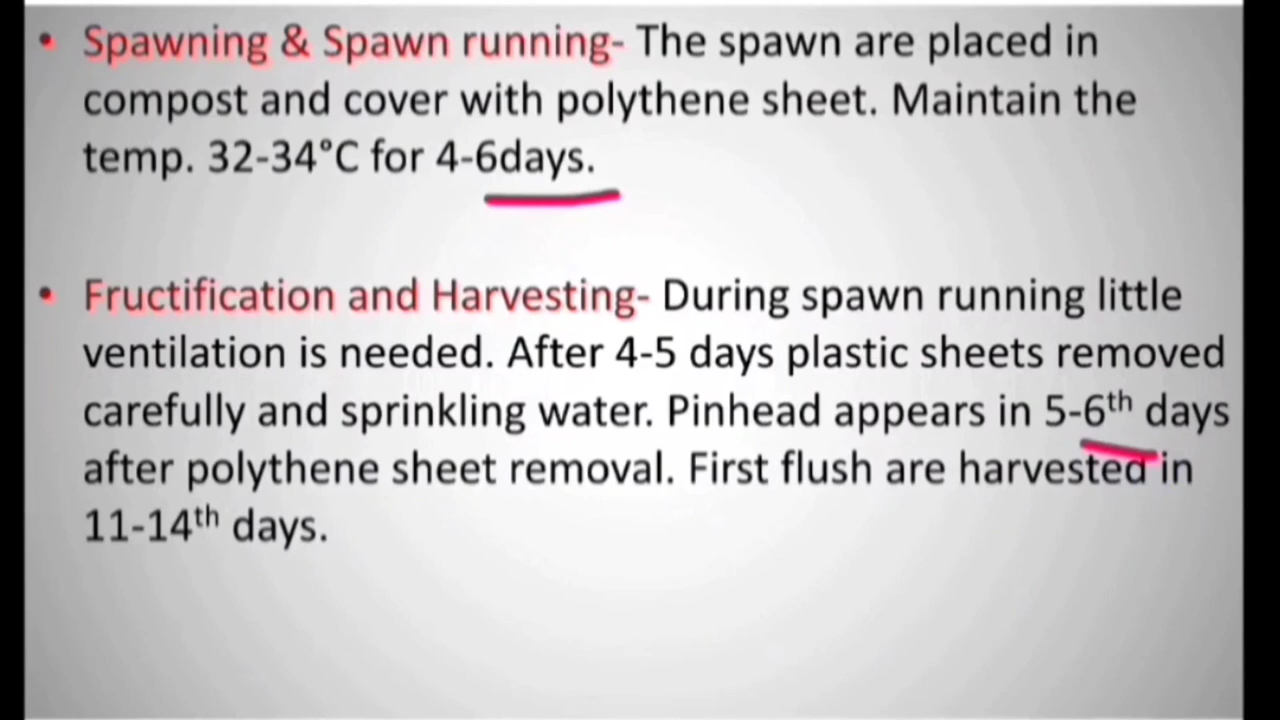 • Spawning & Spawn running- The spawn are placed in
compost and cover with polythene sheet. Maintain the
temp. 32-34°C for 4-6days.
• Fructification and Harvesting- During spawn running little
ventilation is needed. After 4-5 days plastic sheets removed
carefully and sprinkling water. Pinhead appears in 5-6th days
after polythene sheet removal. First flush are harvested in
11-14th days.